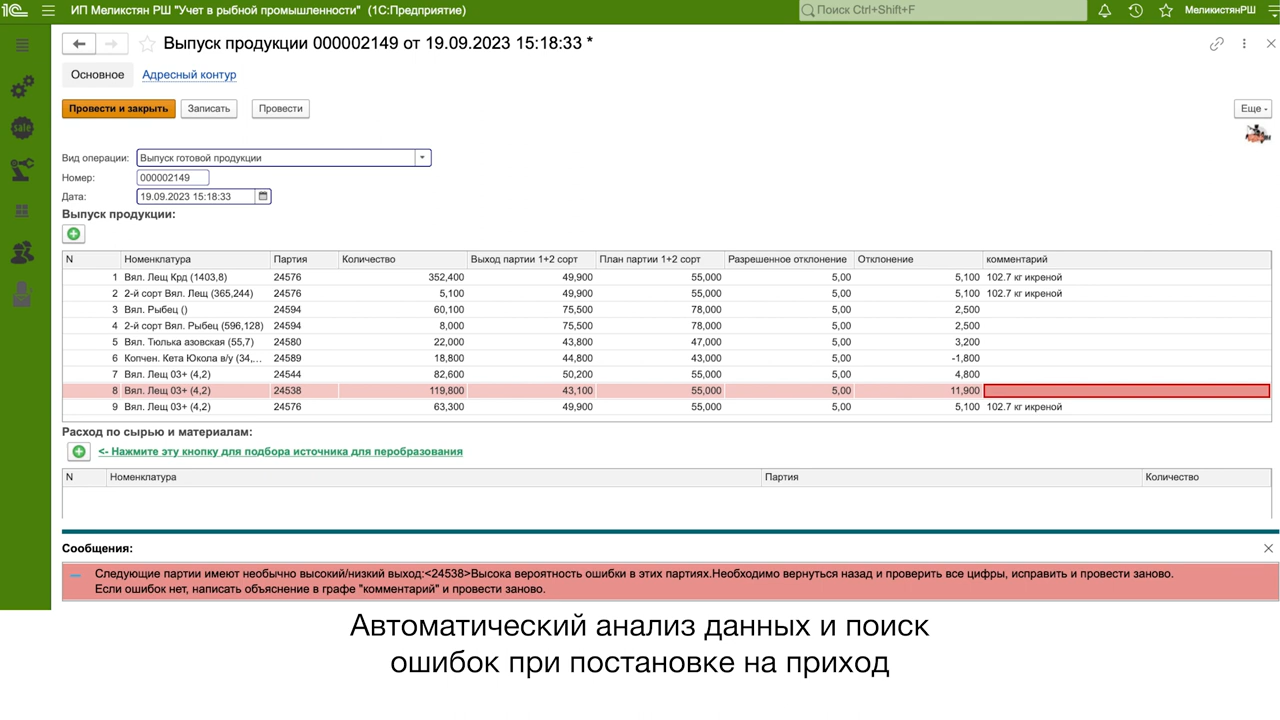 1С ИП Меликстян РШ "Учет в рыбной промышленности" (1С:Предприятие) Поиск Ctrl+Shift+F МеликистянРШ
Выпуск продукции 000002149 от 19.09.2023 15:18:33 *
Основное Адресный контур
Провести и закрыть Записать Провести Еще
sale
Вид операции: Выпуск готовой продукции
Номер: 000002149
Дата: 19.09.2023 15:18:33
Выпуск продукции:
N Номенклатура Партия Количество Выход партии 1+2 сорт План партии 1+2 сорт Разрешенное отклонение Отклонение комментарий
1 Вял. Лещ Крд (1403,8) 24576 352,400 49,900 55,000 5,00 5,100 102.7 кг икреной
2 2-й сорт Вял. Лещ (365,244) 24576 5,100 49,900 55,000 5,00 5,100 102.7 кг икреной
3 Вял. Рыбец () 24594 60,100 75,500 78,000 5,00 2,500
4 2-й сорт Вял. Рыбец (596,128) 24594 8,000 75,500 78,000 5,00 2,500
5 Вял. Тюлька азовская (55,7) 24580 22,000 43,800 47,000 5,00 3,200
6 Копчен. Кета Юкола в/у (34,... 24589 18,800 44,800 43,000 5,00 -1,800
7 Вял. Лещ 03+ (4,2) 24544 82,600 50,200 55,000 5,00 4,800
8 Вял. Лещ 03+ (4,2) 24538 119,800 43,100 55,000 5,00 11,900
9 Вял. Лещ 03+ (4,2) 24576 63,300 49,900 55,000 5,00 5,100 102.7 кг икреной
Расход по сырью и материалам:
<- Нажмите эту кнопку для подбора источника для перобразования
N Номенклатура Партия Количество
Сообщения:
Следующие партии имеют необычно высокий/низкий выход:<24538>Высока вероятность ошибки в этих партиях.Необходимо вернуться назад и проверить все цифры, исправить и провести заново.
Если ошибок нет, написать объяснение в графе "комментарий" и провести заново.
Автоматический анализ данных и поиск
ошибок при постановке на приход